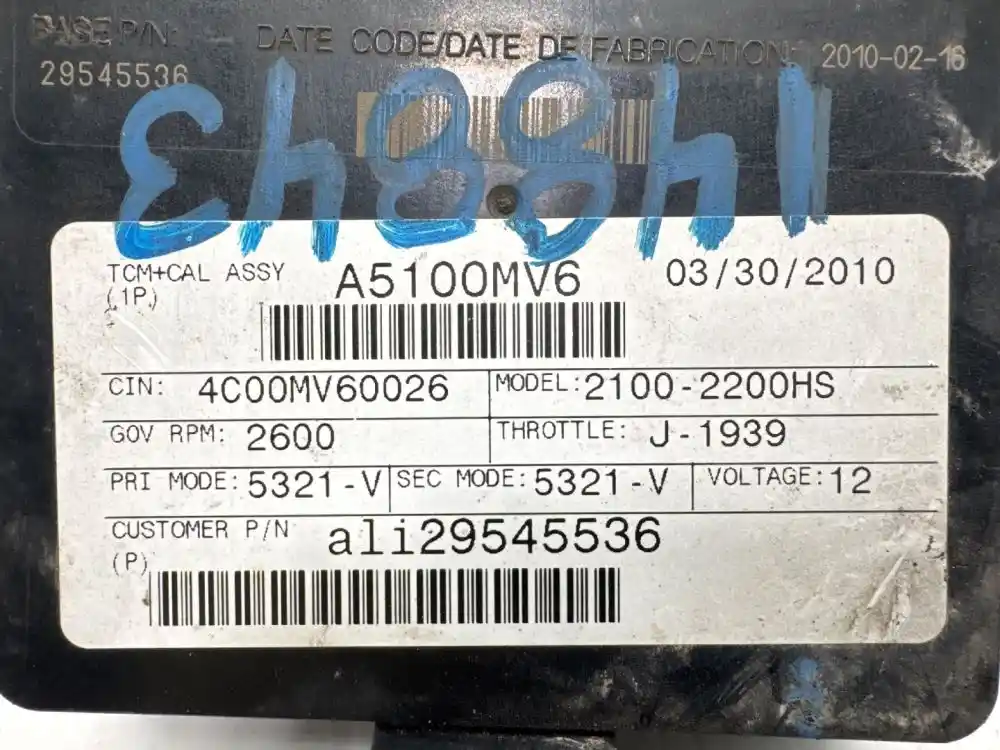 BASE P/N: DATE CODE/DATE DE FABRICATION: 2010-02-16
29545536
148843
TCM+CAL ASSY A5100MV6 03/30/2010
(1P)
CIN: 4C00MV60026 MODEL: 2100-2200HS
GOV RPM: 2600 THROTTLE: J-1939
PRI MODE: 5321-V SEC MODE: 5321-V VOLTAGE: 12
CUSTOMER P/N ali29545536
(P)